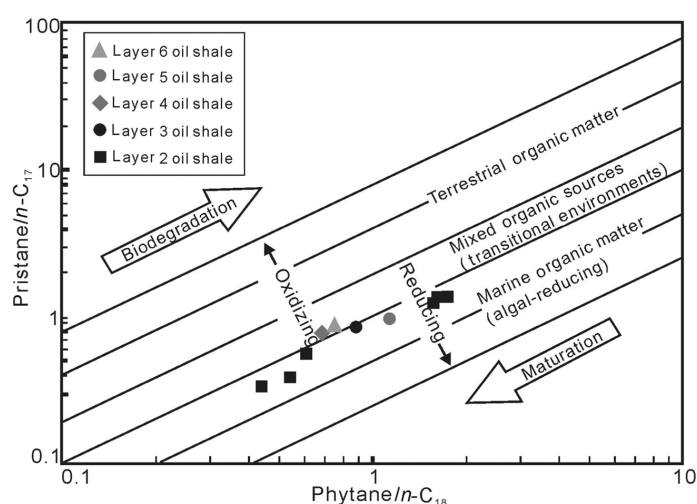 100
10
1
0.1
Pristane/n-C17
Layer 6 oil shale
Layer 5 oil shale
Layer 4 oil shale
Layer 3 oil shale
Layer 2 oil shale
Biodegradation
Terrestrial organic matter
Mixed organic sources
(transitional environments)
Marine organic matter
(algal-reducing)
Oxidizing
Reducing
Maturation
0.1
1
10
Phytane/n-C18